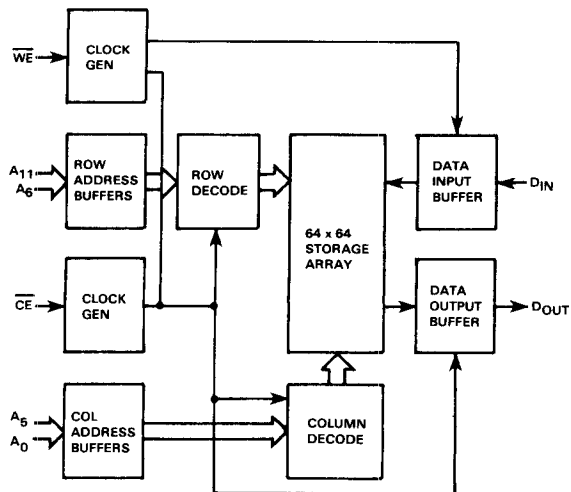 WE
CLOCK
GEN
A11
A6
ROW
ADDRESS
BUFFERS
ROW
DECODE
64 x 64
STORAGE
ARRAY
DATA
INPUT
BUFFER
DIN
CE
CLOCK
GEN
DATA
OUTPUT
BUFFER
DOUT
A5
A0
COL
ADDRESS
BUFFERS
COLUMN
DECODE